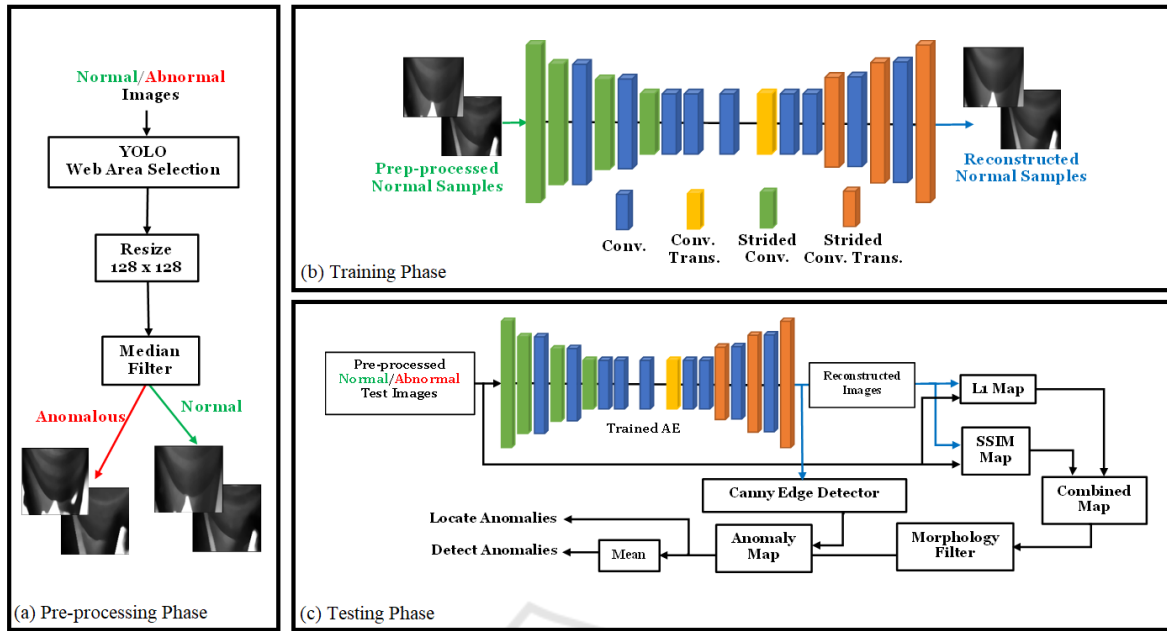 Normal/Abnormal
Images
YOLO
Web Area Selection
Resize
128 x 128
Median
Filter
Anomalous
Normal
(a) Pre-processing Phase
Prep-processed
Normal Samples
Reconstructed
Normal Samples
Conv.
Conv.
Trans.
Strided
Conv.
Strided
Conv. Trans.
(b) Training Phase
Pre-processed
Normal/Abnormal
Test Images
Trained AE
Reconstructed
Images
L1 Map
SSIM
Map
Combined
Map
Canny Edge Detector
Morphology
Filter
Anomaly
Map
Mean
Locate Anomalies
Detect Anomalies
(c) Testing Phase